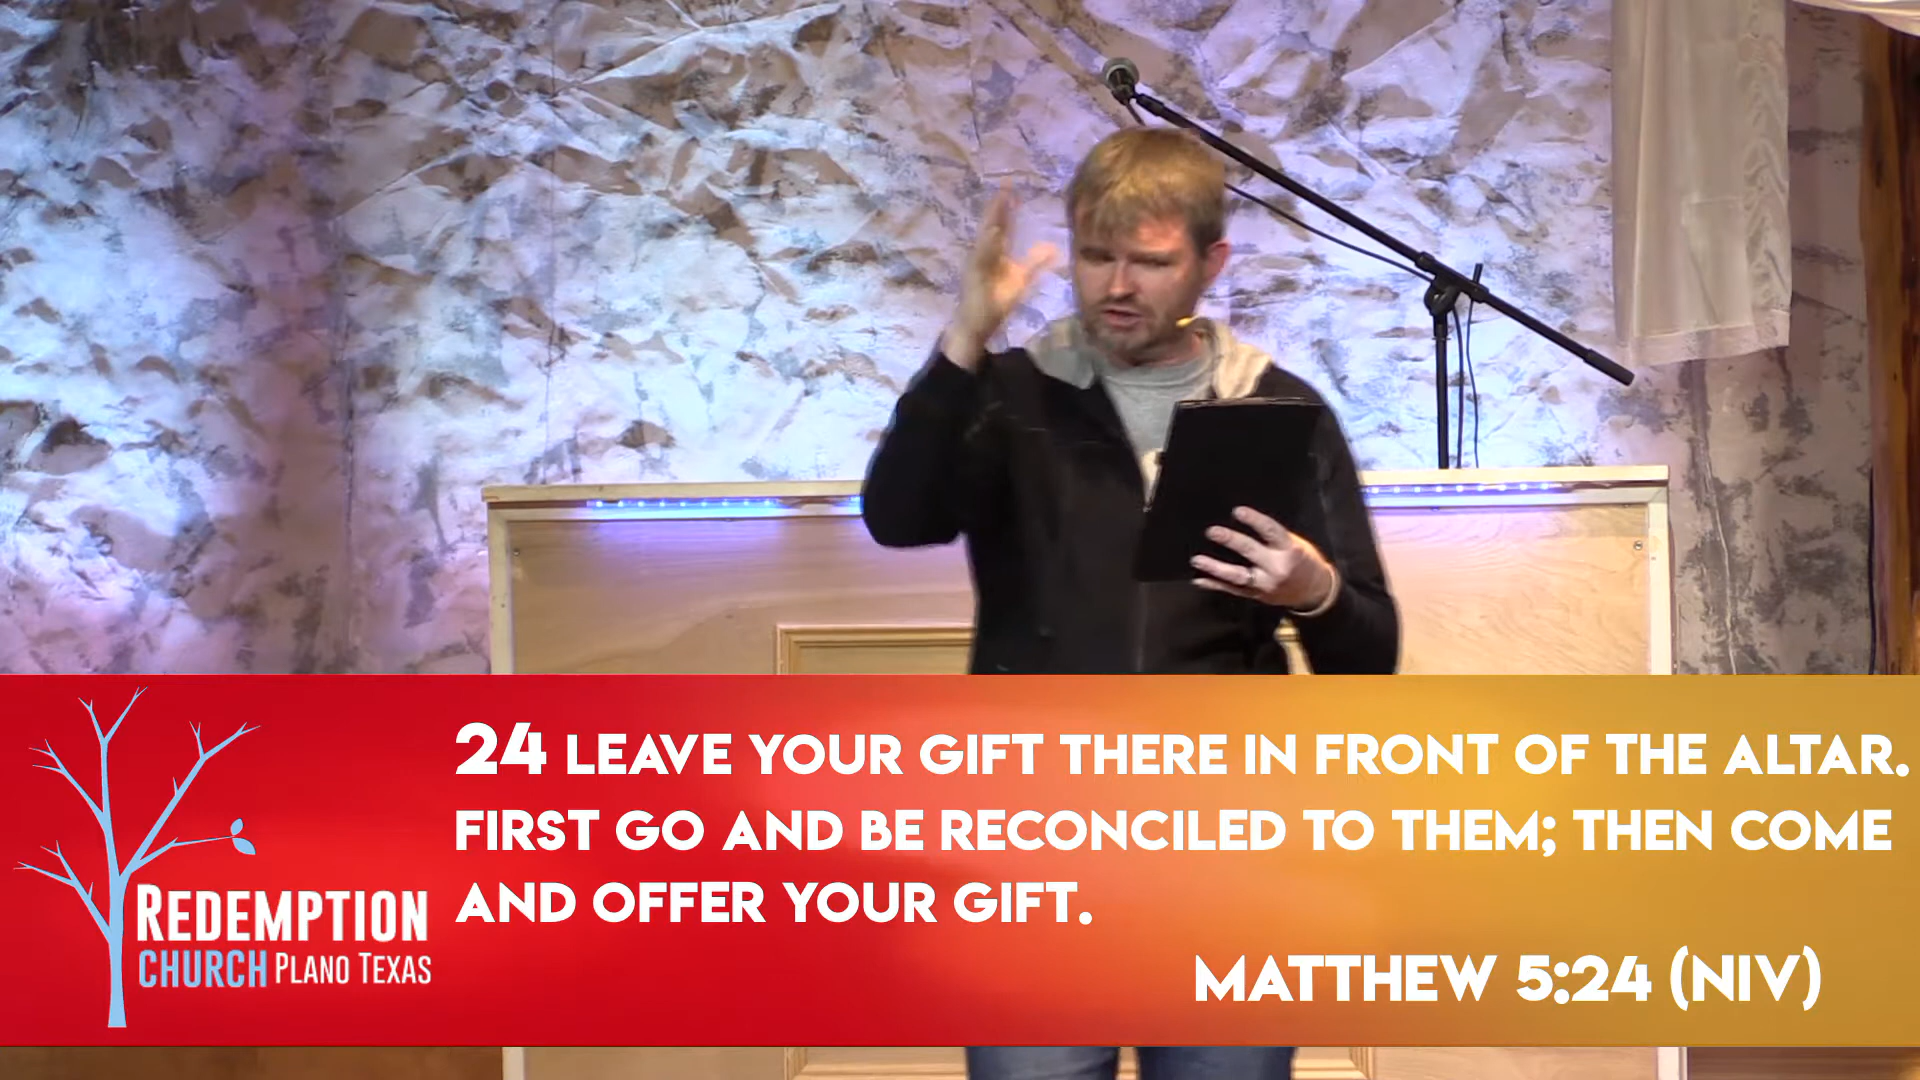 24 LEAVE YOUR GIFT THERE IN FRONT OF THE ALTAR.
FIRST GO AND BE RECONCILED TO THEM; THEN COME
AND OFFER YOUR GIFT.
MATTHEW 5:24 (NIV)
REDEMPTION
CHURCH PLANO TEXAS